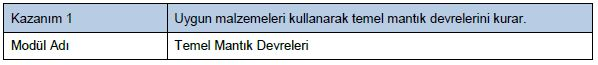 Kazanım 1 Uygun malzemeleri kullanarak temel mantık devrelerini kurar.
Modül Adı Temel Mantık Devreleri